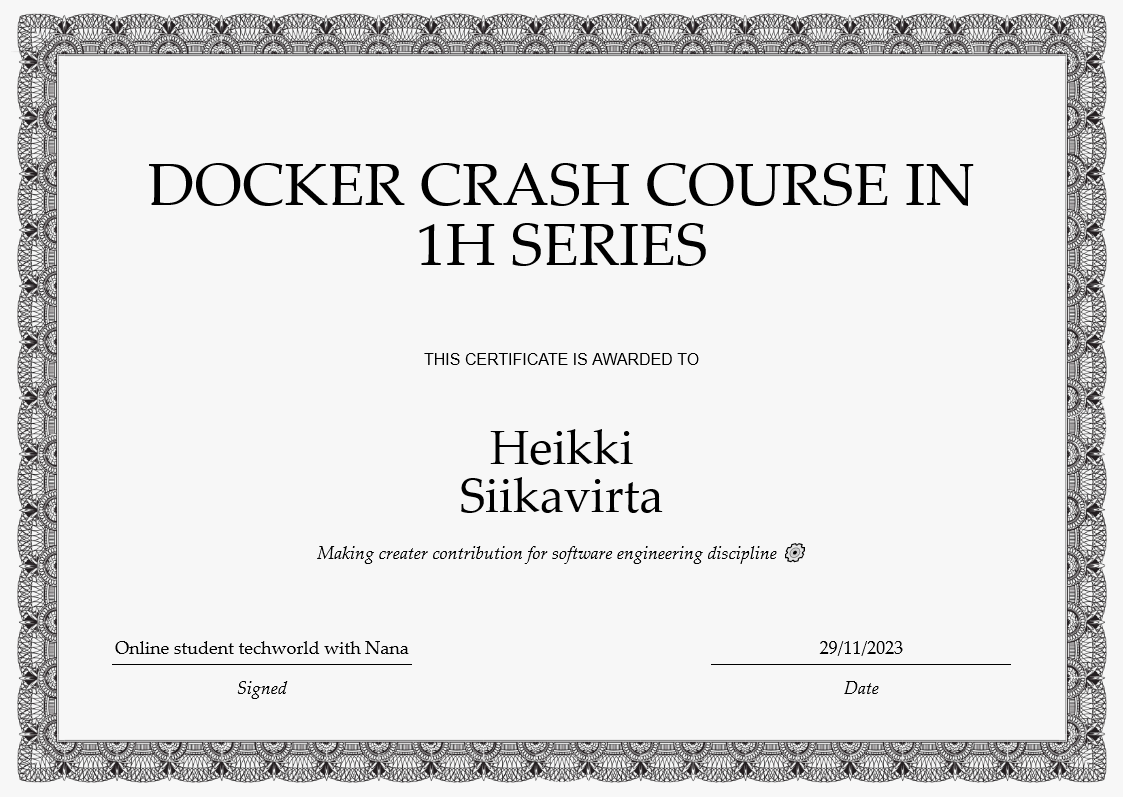 DOCKER CRASH COURSE IN
1H SERIES
THIS CERTIFICATE IS AWARDED TO
Heikki
Siikavirta
Making creater contribution for software engineering discipline
Online student techworld with Nana
Signed
29/11/2023
Date